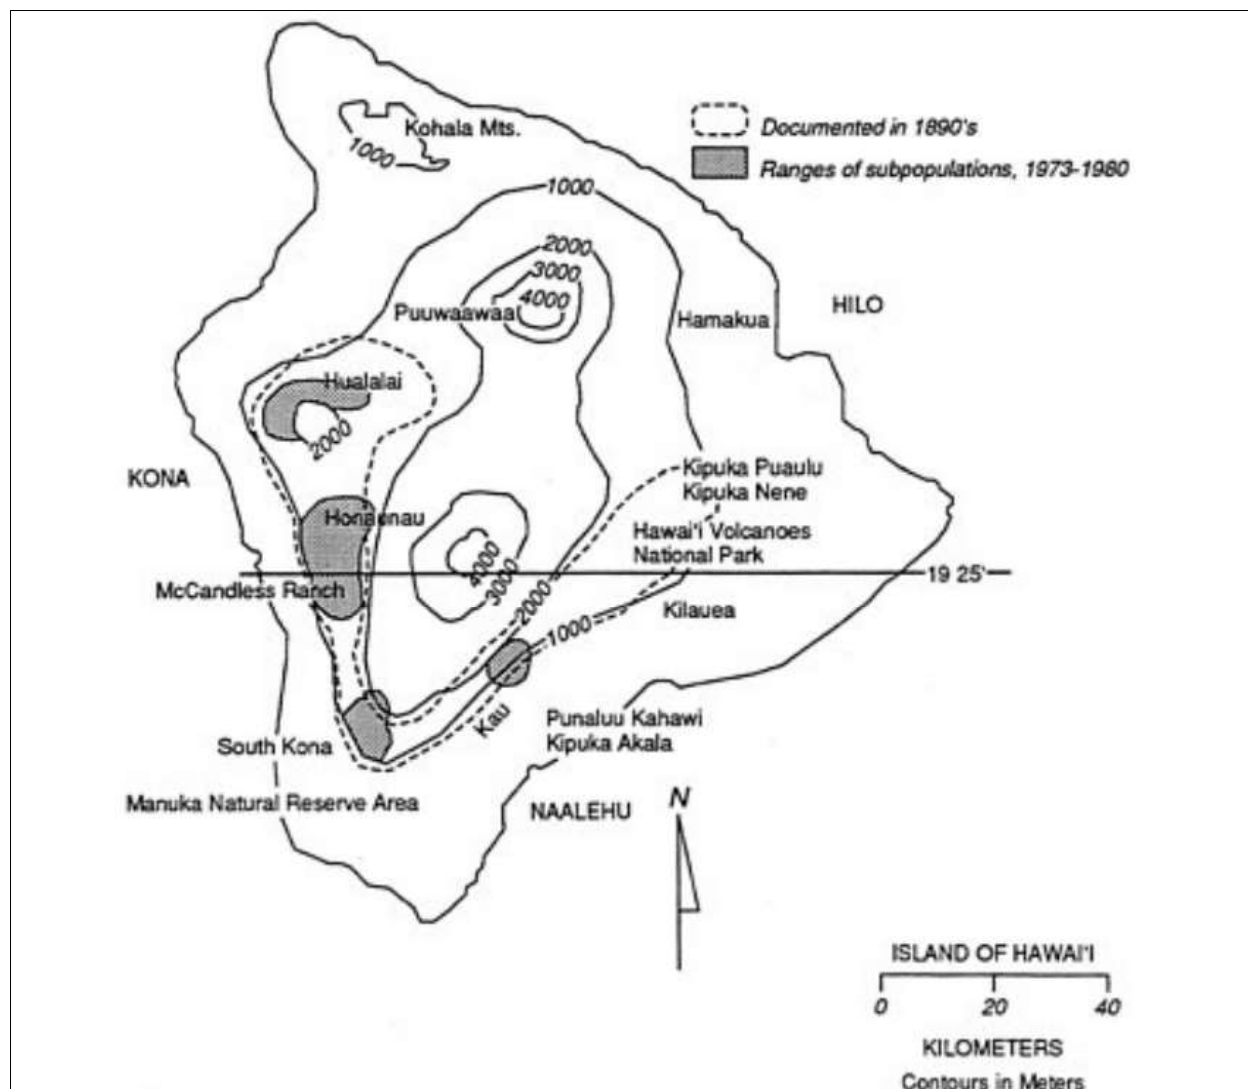 Kohala Mts.
1000
Documented in 1890's
Ranges of subpopulations, 1973-1980
1000
2000
3000
4000
Puuwaawaa
Hamakua
HILO
Hualalai
2000
KONA
Kipuka Puaulu
Kipuka Nene
Honaunau
Hawai'i Volcanoes
National Park
4000
3000
19 25'
McCandless Ranch
2000
1000
Kilauea
Kau
Punaluu Kahawi
Kipuka Akala
South Kona
Manuka Natural Reserve Area
NAALEHU
N
ISLAND OF HAWAI'I
0 20 40
KILOMETERS
Contours in Meters